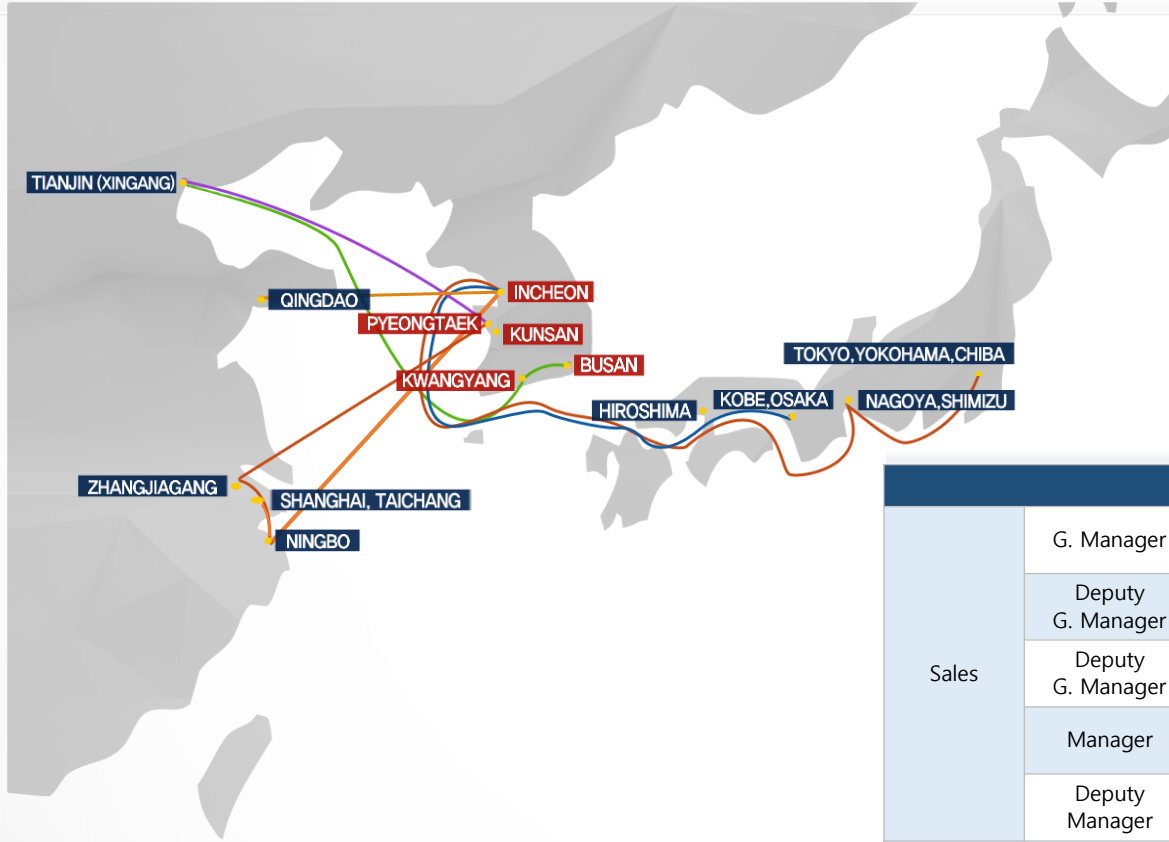 TIANJIN (XINGANG)
QINGDAO
INCHEON
PYEONGTAEK
KUNSAN
TOKYO,YOKOHAMA,CHIBA
BUSAN
KWANGYANG
HIROSHIMA
KOBE,OSAKA
NAGOYA,SHIMIZU
ZHANGJIAGANG
SHANGHAI, TAICHANG
NINGBO
Sales
G. Manager
Deputy
G. Manager
Deputy
G. Manager
Manager
Deputy
Manager